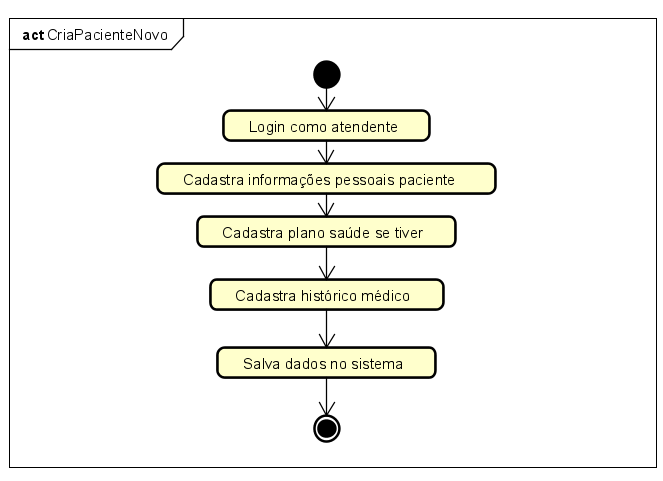 act CriaPacienteNovo
Login como atendente
Cadastra informações pessoais paciente
Cadastra plano saúde se tiver
Cadastra histórico médico
Salva dados no sistema